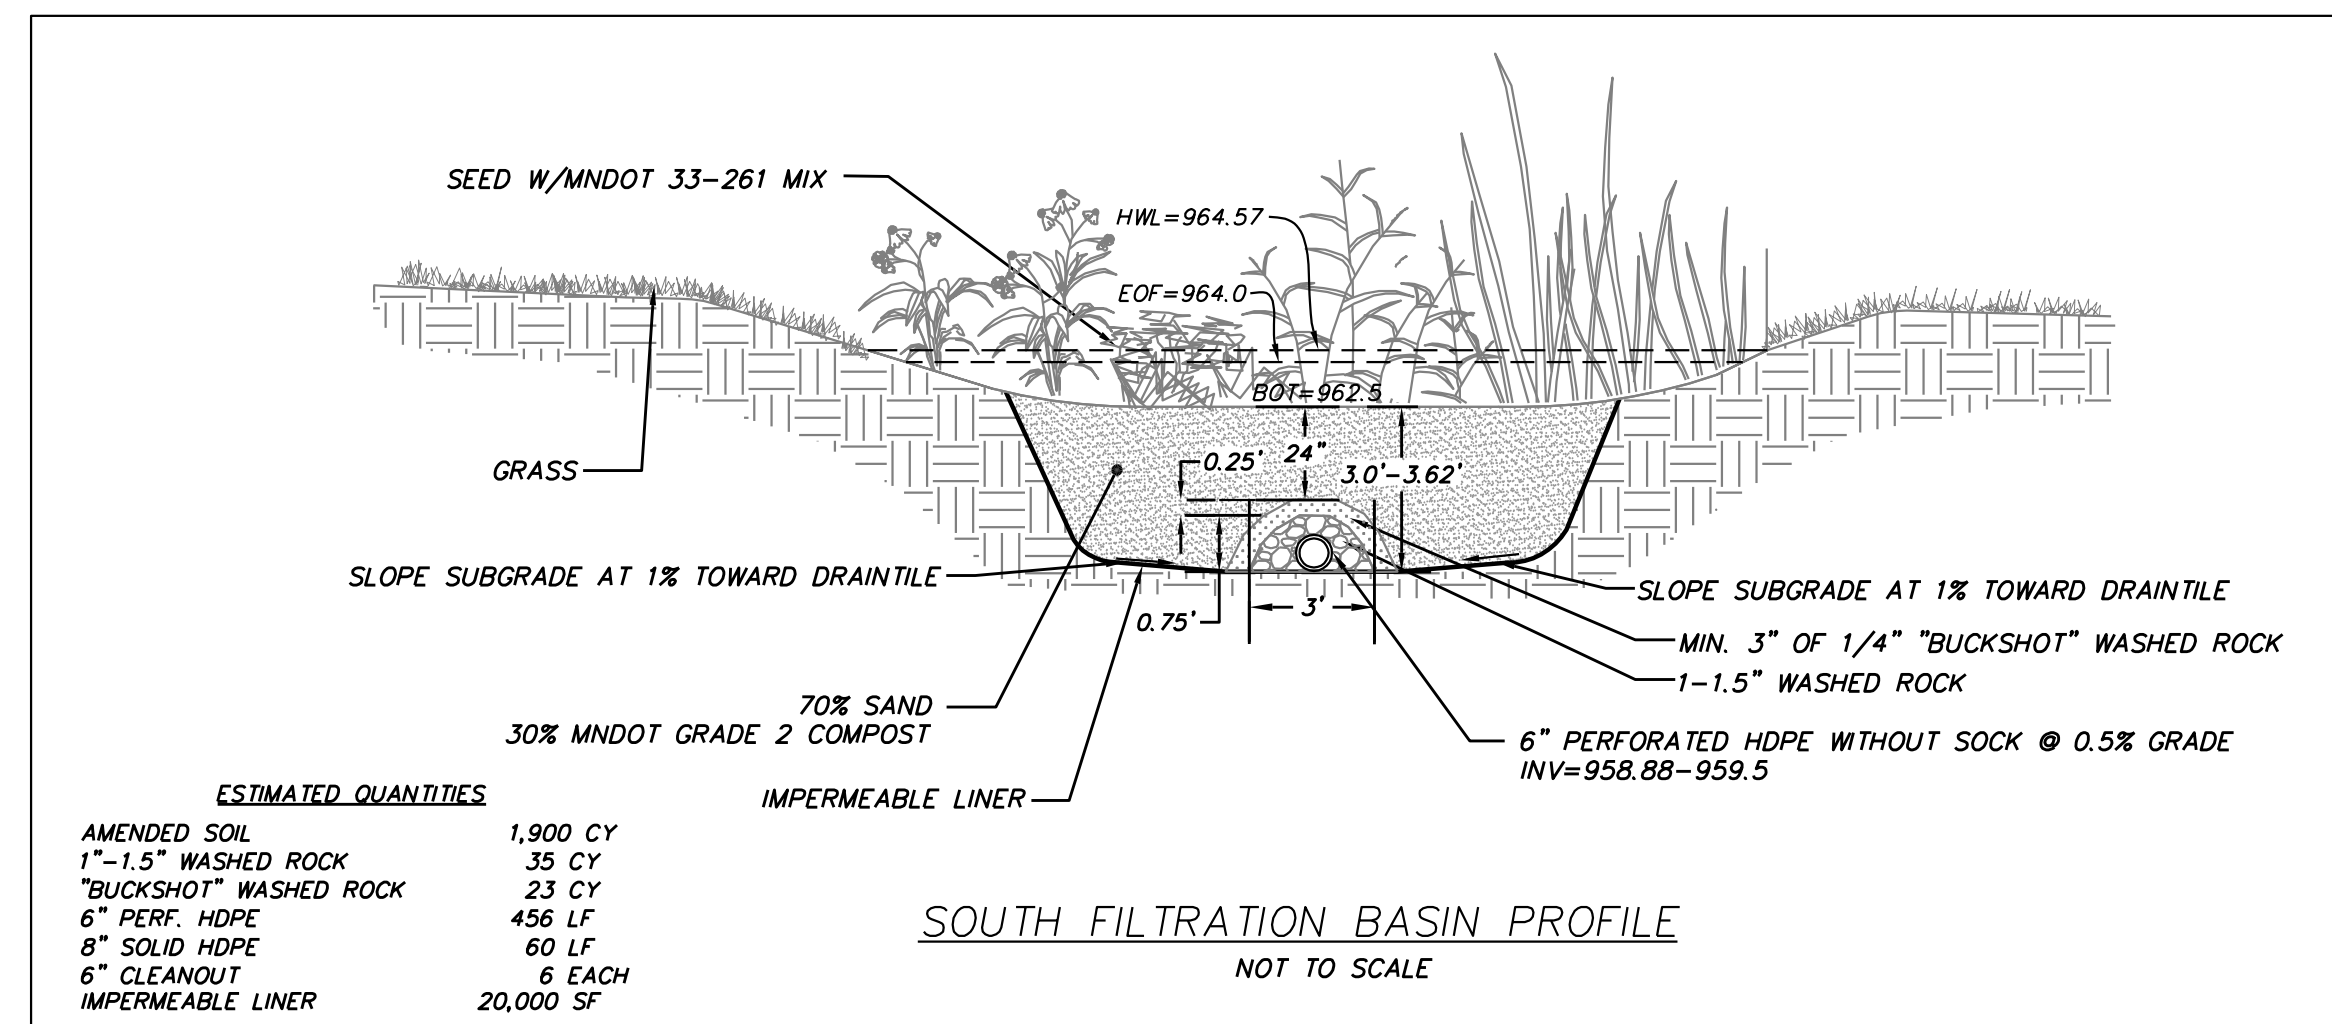 SEED W/MNDOT 33-261 MIX
HWL=964.57
EOF=964.0
BOT=962.5
GRASS
0.25'
24"
3.0'-3.62'
SLOPE SUBGRADE AT 1% TOWARD DRAINTILE
0.75'
3'
SLOPE SUBGRADE AT 1% TOWARD DRAINTILE
MIN. 3" OF 1/4" "BUCKSHOT" WASHED ROCK
1-1.5" WASHED ROCK
70% SAND
30% MNDOT GRADE 2 COMPOST
6" PERFORATED HDPE WITHOUT SOCK @ 0.5% GRADE
INV=958.88-959.5
IMPERMEABLE LINER
ESTIMATED QUANTITIES
AMENDED SOIL 1,900 CY
1"-1.5" WASHED ROCK 35 CY
"BUCKSHOT" WASHED ROCK 23 CY
6" PERF. HDPE 456 LF
8" SOLID HDPE 60 LF
6" CLEANOUT 6 EACH
IMPERMEABLE LINER 20,000 SF
SOUTH FILTRATION BASIN PROFILE
NOT TO SCALE